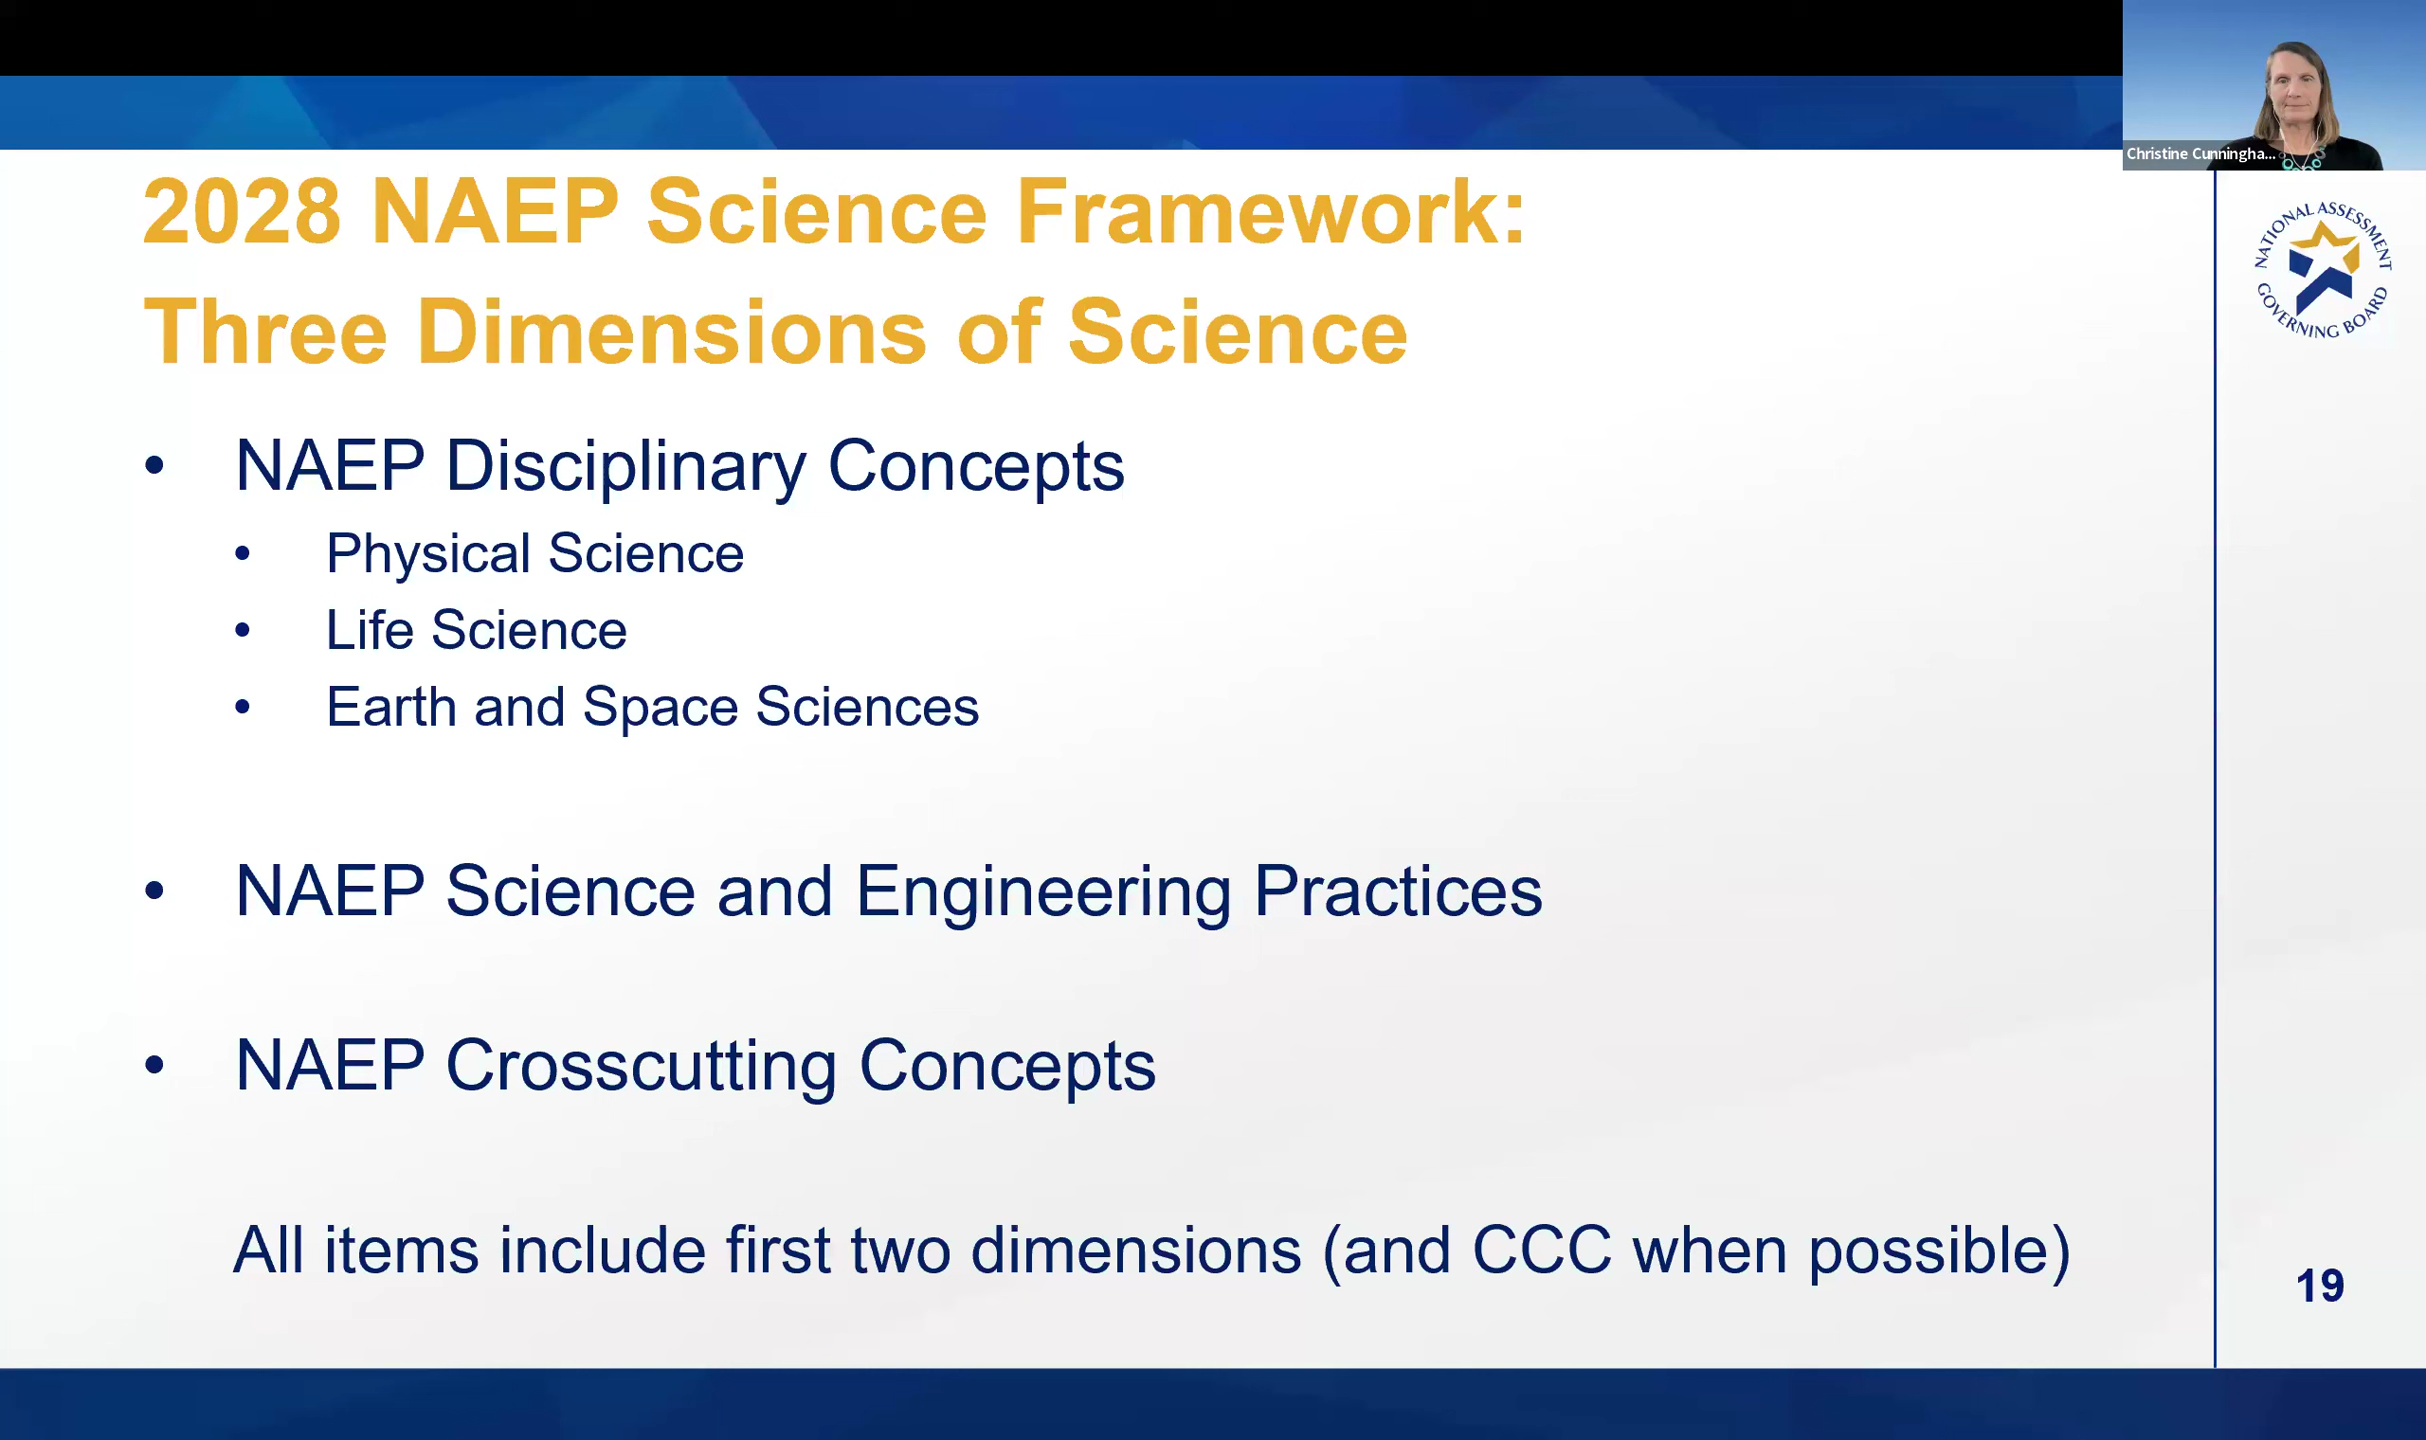 Christine Cunningha...
NATIONAL ASSESSMENT
GOVERNING BOARD
2028 NAEP Science Framework:
Three Dimensions of Science
• NAEP Disciplinary Concepts
• Physical Science
• Life Science
• Earth and Space Sciences
• NAEP Science and Engineering Practices
• NAEP Crosscutting Concepts
All items include first two dimensions (and CCC when possible)
19